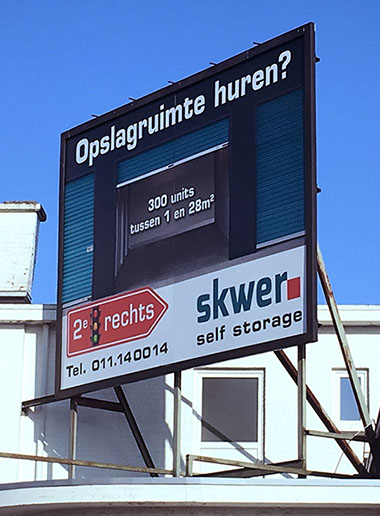 Opslagruimte huren?
300 units
tussen 1 en 28m²
2e rechts
skwer
self storage
Tel. 011.140014